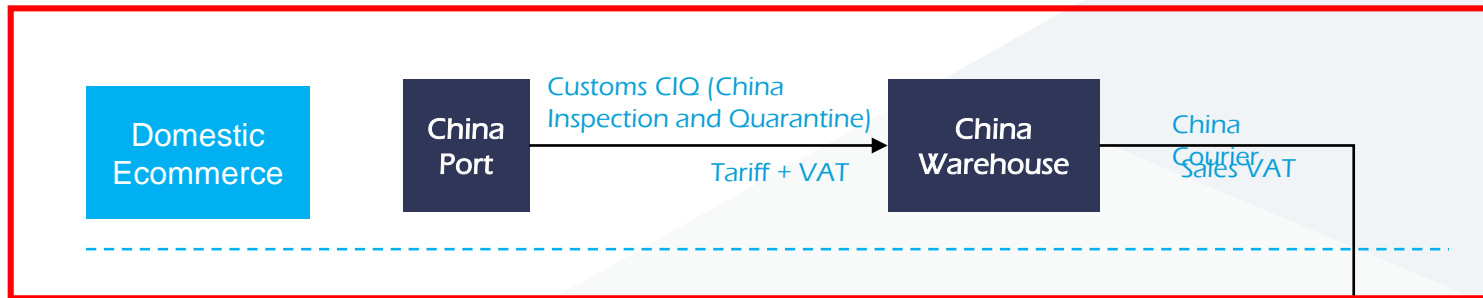 Domestic
Ecommerce
China
Port
Customs CIQ (China
Inspection and Quarantine)
Tariff + VAT
China
Warehouse
China
Courier
Sales VAT